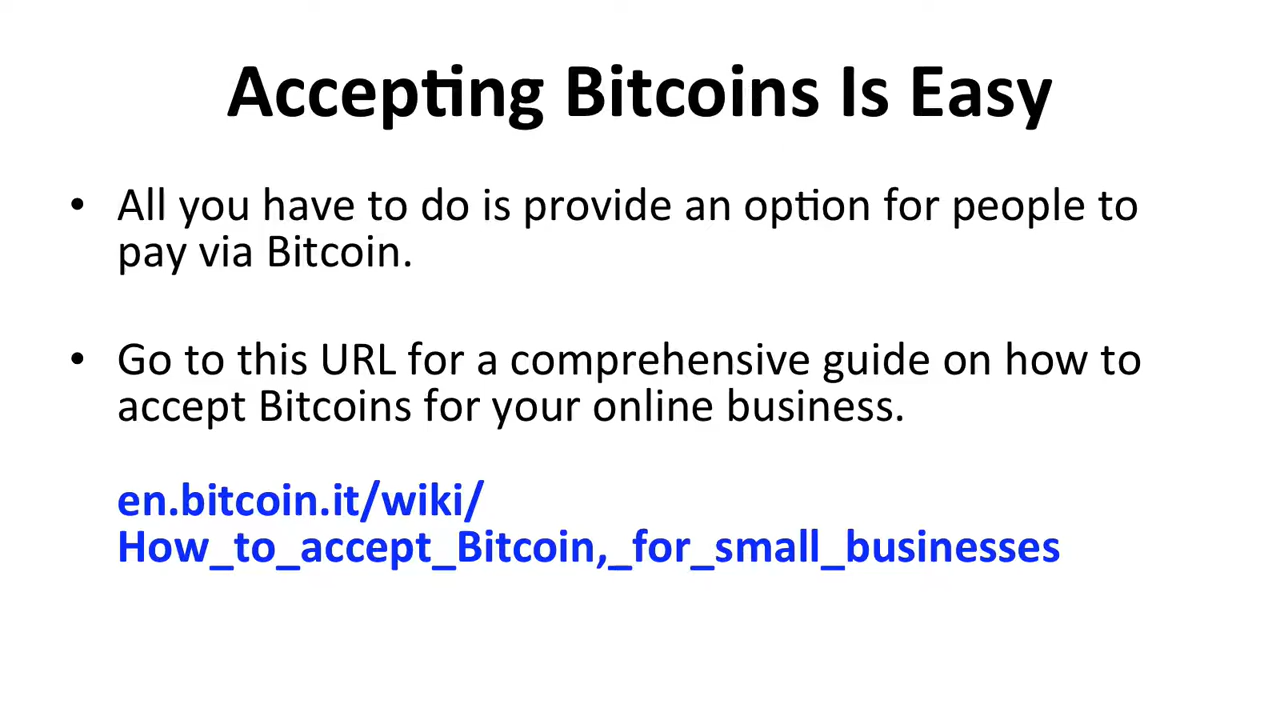 Accepting Bitcoins Is Easy
• All you have to do is provide an option for people to
pay via Bitcoin.
• Go to this URL for a comprehensive guide on how to
accept Bitcoins for your online business.
en.bitcoin.it/wiki/
How_to_accept_Bitcoin,_for_small_businesses